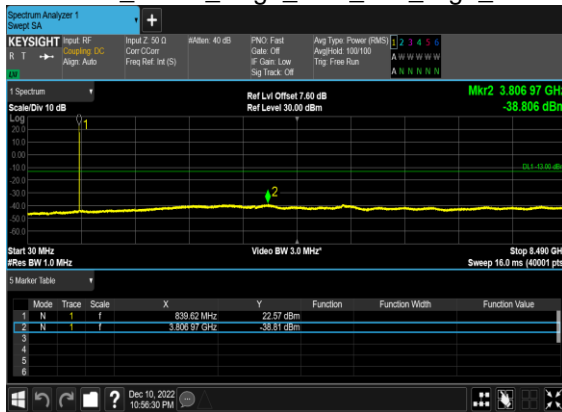 Spectrum Analyzer 1
Swept SA
+
KEYSIGHT Input: RF Input Z: 50 Ω #Atten: 40 dB PNO: Fast Avg Type: Power (RMS) 1 2 3 4 5 6
R T Coupling: DC Corr CCorr Gate: Off Avg|Hold: 100/100 A W W W W W
Align: Auto Freq Ref: Int (S) IF Gain: Low Trig: Free Run
Sig Track: Off A N N N N N
1 Spectrum Ref Lvl Offset 7.60 dB Mkr2 3.806 97 GHz
Scale/Div 10 dB Ref Level 30.00 dBm -38.806 dBm
Log
20.0
10.0
0.00
-10.0
-20.0
-30.0
-40.0
-50.0
-60.0
1
DL1 -13.00 dBm
2
Start 30 MHz Video BW 3.0 MHz* Stop 8.490 GHz
#Res BW 1.0 MHz Sweep 16.0 ms (40001 pts)
5 Marker Table
Mode Trace Scale X Y Function Function Width Function Value
1 N 1 f 839.62 MHz 22.57 dBm
2 N 1 f 3.806 97 GHz -38.81 dBm
3
4
5
6
? Dec 10, 2022
10:56:30 PM